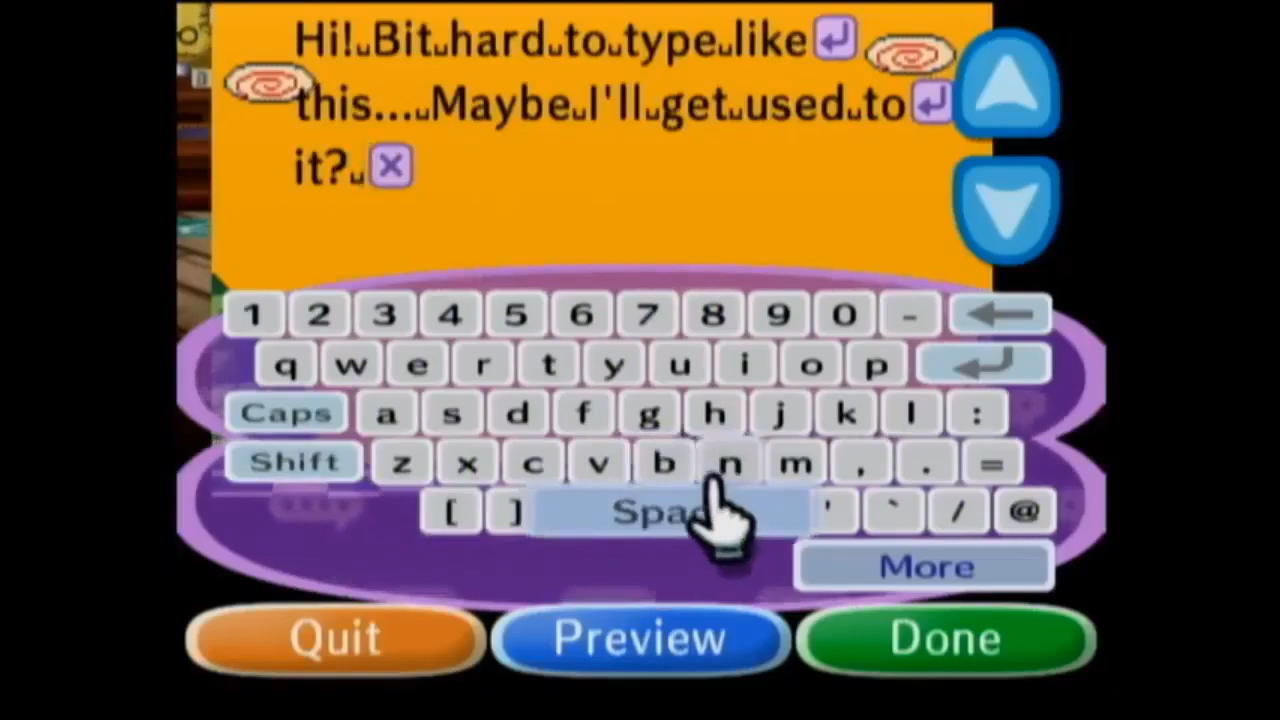 Hi! Bit hard to type like
this... Maybe I'll get used to
it?
1 2 3 4 5 6 7 8 9 0 -
q w e r t y u i o p
Caps a s d f g h j k l :
Shift z x c v b n m , . =
[ ] Space ' ` / @
More
Quit Preview Done